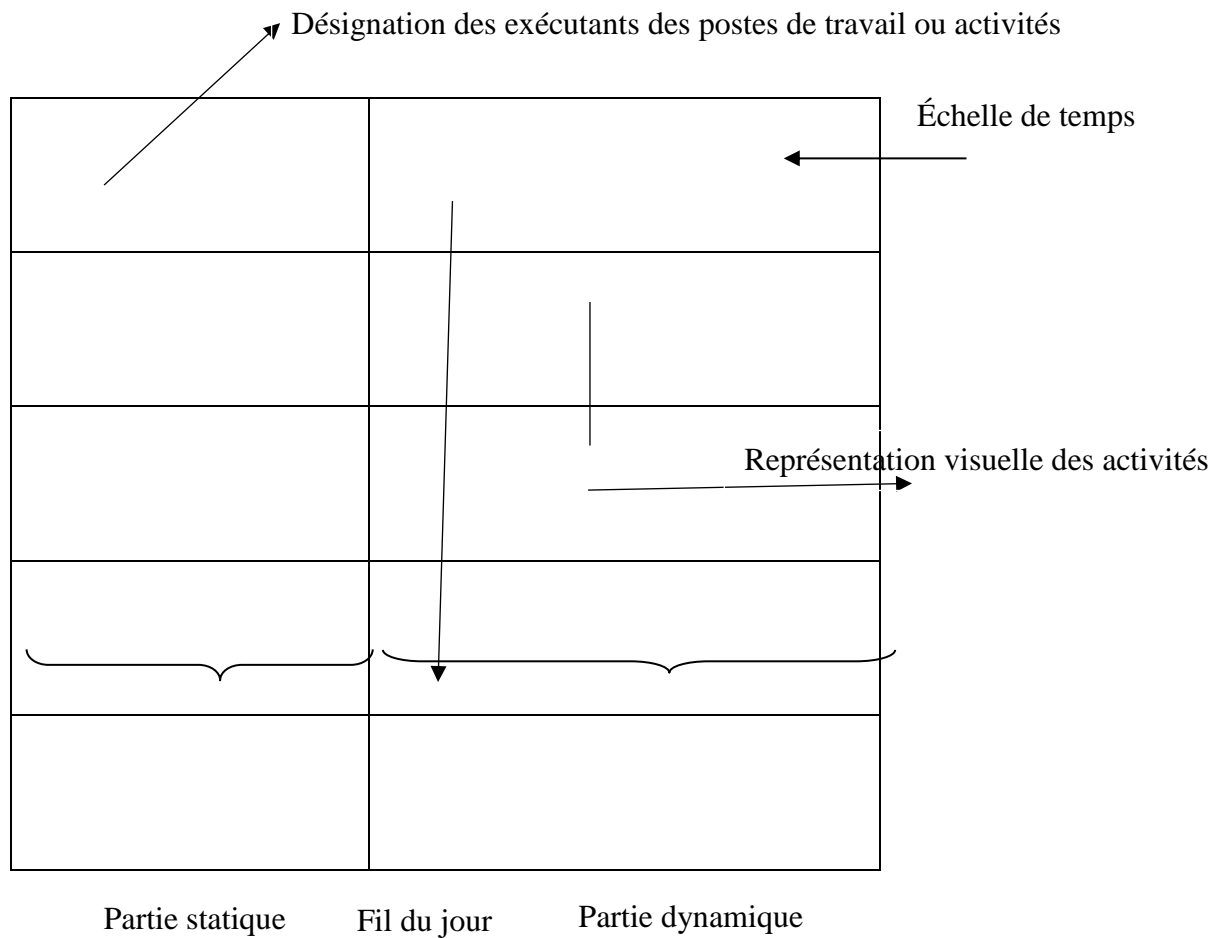 Désignation des exécutants des postes de travail ou activités
Échelle de temps
Représentation visuelle des activités
Partie statique
Fil du jour
Partie dynamique